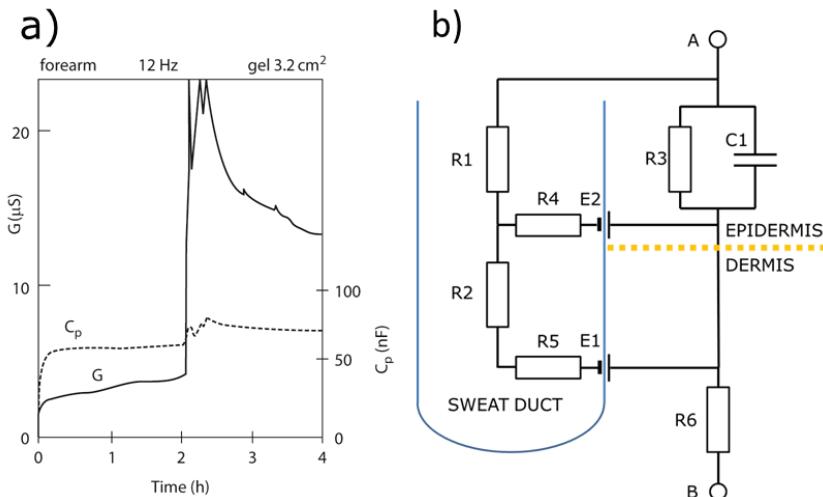 a)
forearm 12 Hz gel 3.2 cm²
20
G (µS)
10
100
Cp
50
Cp (nF)
G
0
0
0 1 2 3 4
Time (h)
b)
A
R1
R3
C1
R4
E2
EPIDERMIS
DERMIS
R2
R5
E1
SWEAT DUCT
R6
B